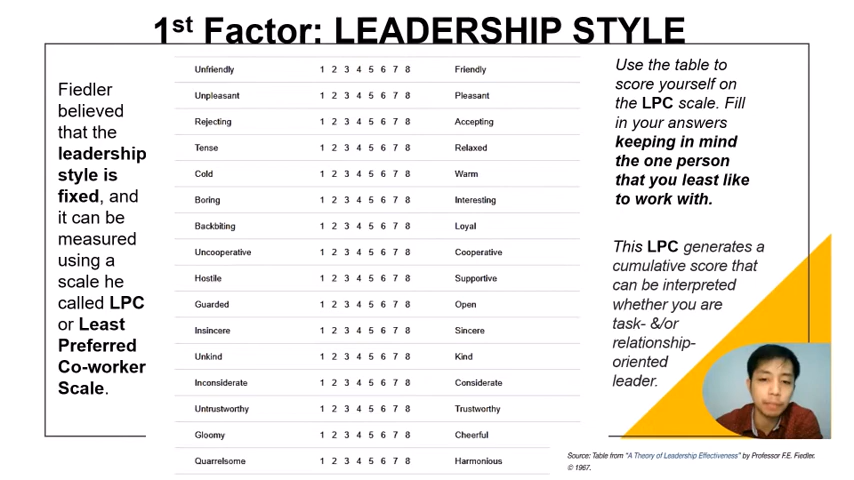 1st Factor: LEADERSHIP STYLE
Fiedler
believed
that the
leadership
style is
fixed, and
it can be
measured
using a
scale he
called LPC
or Least
Preferred
Co-worker
Scale.
Unfriendly 1 2 3 4 5 6 7 8 Friendly
Unpleasant 1 2 3 4 5 6 7 8 Pleasant
Rejecting 1 2 3 4 5 6 7 8 Accepting
Tense 1 2 3 4 5 6 7 8 Relaxed
Cold 1 2 3 4 5 6 7 8 Warm
Boring 1 2 3 4 5 6 7 8 Interesting
Backbiting 1 2 3 4 5 6 7 8 Loyal
Uncooperative 1 2 3 4 5 6 7 8 Cooperative
Hostile 1 2 3 4 5 6 7 8 Supportive
Guarded 1 2 3 4 5 6 7 8 Open
Insincere 1 2 3 4 5 6 7 8 Sincere
Unkind 1 2 3 4 5 6 7 8 Kind
Inconsiderate 1 2 3 4 5 6 7 8 Considerate
Untrustworthy 1 2 3 4 5 6 7 8 Trustworthy
Gloomy 1 2 3 4 5 6 7 8 Cheerful
Quarrelsome 1 2 3 4 5 6 7 8 Harmonious
Use the table to
score yourself on
the LPC scale. Fill
in your answers
keeping in mind
the one person
that you least like
to work with.
This LPC generates a
cumulative score that
can be interpreted
whether you are
task- &/or
relationship-
oriented
leader.
Source: Table from "A Theory of Leadership Effectiveness" by Professor F.E. Fiedler.
© 1967.